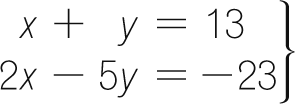 x + y = 13
2x − 5y = −23